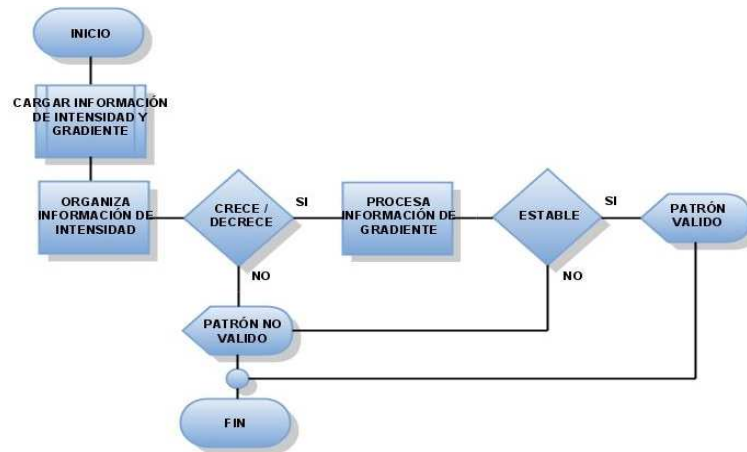 INICIO
CARGAR INFORMACIÓN
DE INTENSIDAD Y
GRADIENTE
ORGANIZA
INFORMACIÓN DE
INTENSIDAD
CRECE /
DECRECE
SI
PROCESA
INFORMACIÓN DE
GRADIENTE
ESTABLE
SI
PATRÓN
VALIDO
NO
NO
PATRÓN NO
VALIDO
FIN